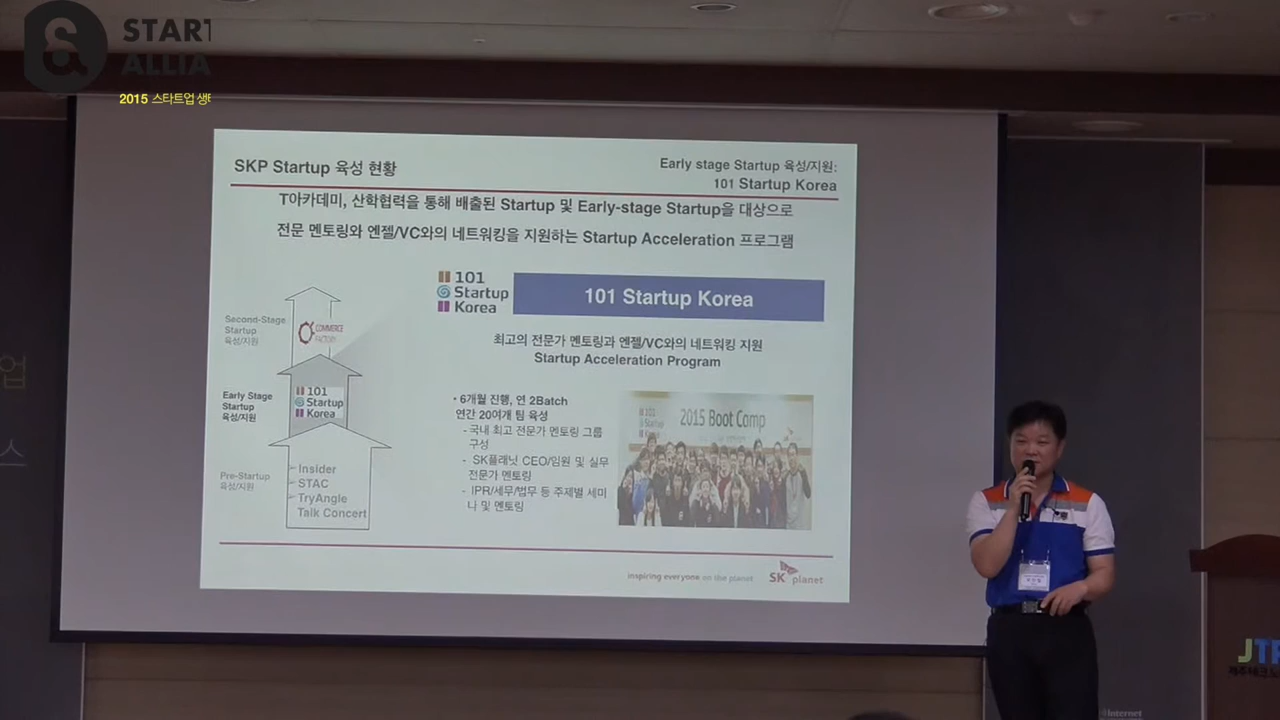 START
ALLIA
2015 스타트업 생태
SKP Startup 육성 현황
Early stage Startup 육성/지원:
101 Startup Korea
T아카데미, 산학협력을 통해 배출된 Startup 및 Early-stage Startup을 대상으로
전문 멘토링와 엔젤/VC와의 네트워킹을 지원하는 Startup Acceleration 프로그램
101
Startup
Korea
101 Startup Korea
최고의 전문가 멘토링과 엔젤/VC와의 네트워킹 지원
Startup Acceleration Program
Second-Stage
Startup
육성/지원
COMMERCE
FACTORY
Early Stage
Startup
육성/지원
101
Startup
Korea
Pre-Startup
육성/지원
Insider
STAC
TryAngle
Talk Concert
• 6개월 진행, 연 2Batch
연간 20여개 팀 육성
- 국내 최고 전문가 멘토링 그룹
구성
- SK플래닛 CEO/임원 및 실무
전문가 멘토링
- IPR/세무/법무 등 주제별 세미
나 및 멘토링
101
Startup
Korea
2015 Boot Camp
inspiring everyone on the planet
SK planet
업
스
JTP
Internet